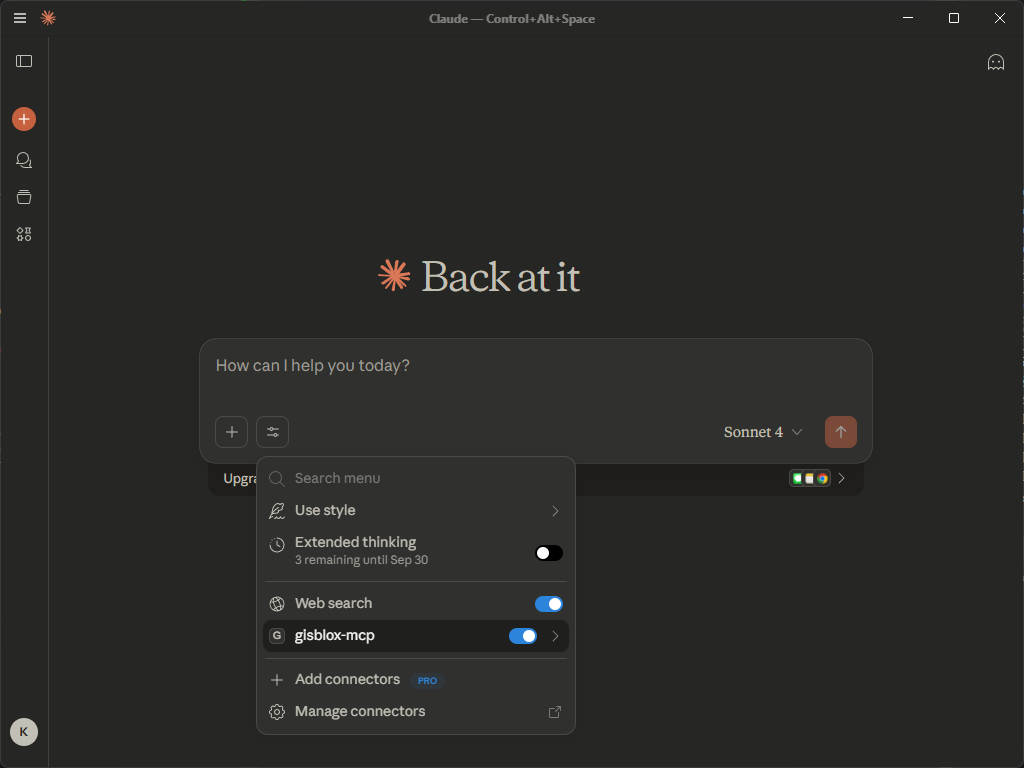 Claude — Control+Alt+Space
Back at it
How can I help you today?
Sonnet 4
Upgra
Search menu
Use style
Extended thinking
3 remaining until Sep 30
Web search
G gisblox-mcp
Add connectors PRO
Manage connectors
K